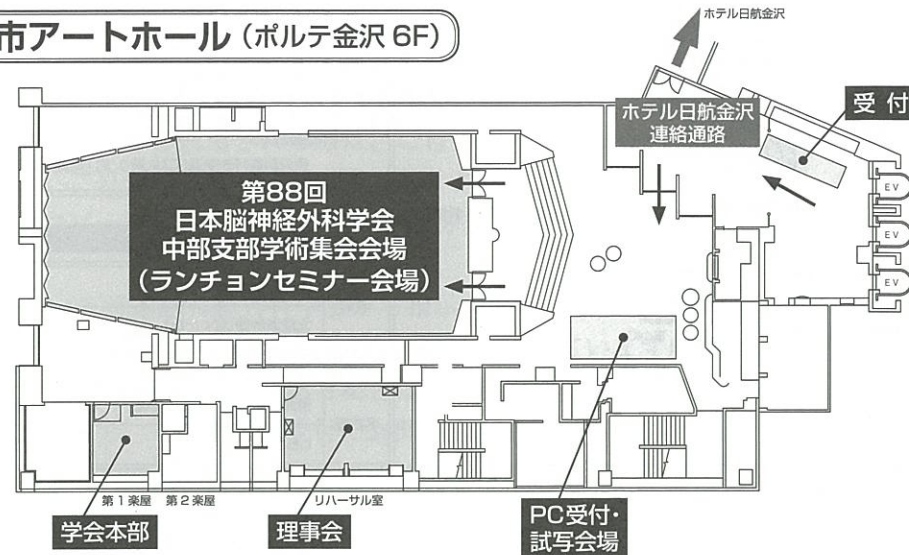 市アートホール（ポルテ金沢 6F）
ホテル日航金沢
ホテル日航金沢
連絡通路
受 付
第88回
日本脳神経外科学会
中部支部学術集会会場
（ランチョンセミナー会場）
EV
EV
EV
第1楽屋
第2楽屋
リハーサル室
学会本部
理事会
PC受付・
試写会場